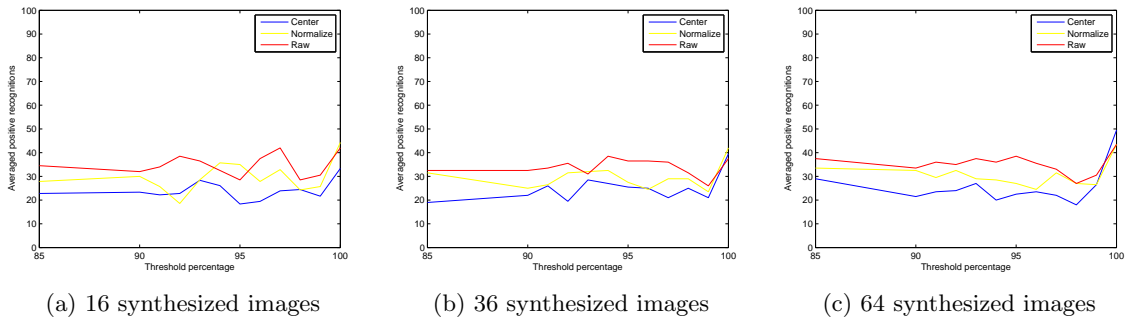 100
90
80
70
60
50
40
30
20
10
0
85
90
95
100
Averaged positive recognitions
Threshold percentage
Center
Normalize
Raw
(a) 16 synthesized images
100
90
80
70
60
50
40
30
20
10
0
85
90
95
100
Averaged positive recognitions
Threshold percentage
Center
Normalize
Raw
(b) 36 synthesized images
100
90
80
70
60
50
40
30
20
10
0
85
90
95
100
Averaged positive recognitions
Threshold percentage
Center
Normalize
Raw
(c) 64 synthesized images